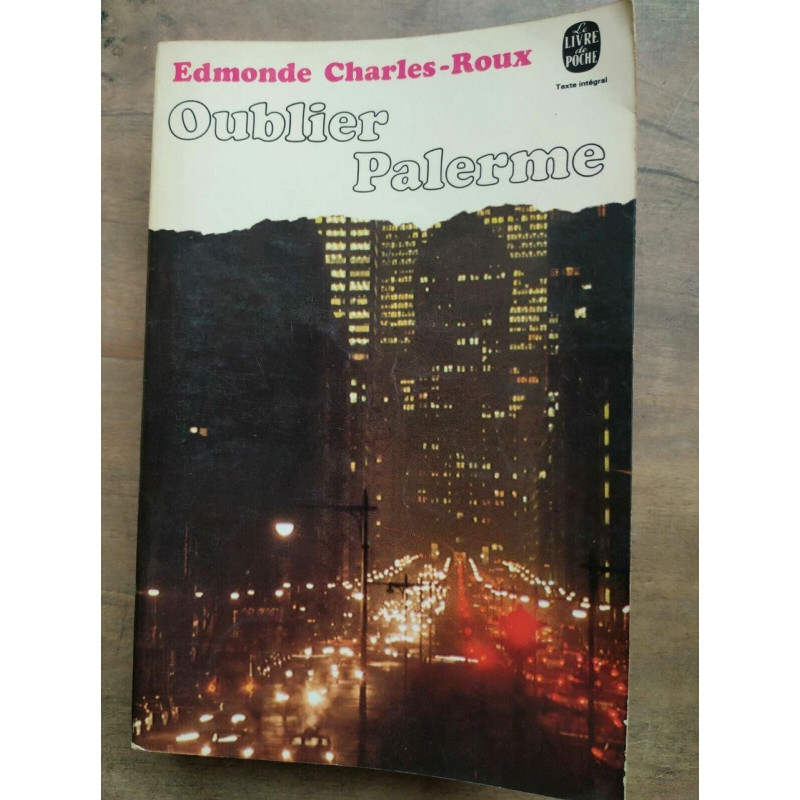 Edmonde Charles-Roux
Le
LIVRE
de
POCHE
Texte intégral
Oublier
Palerme